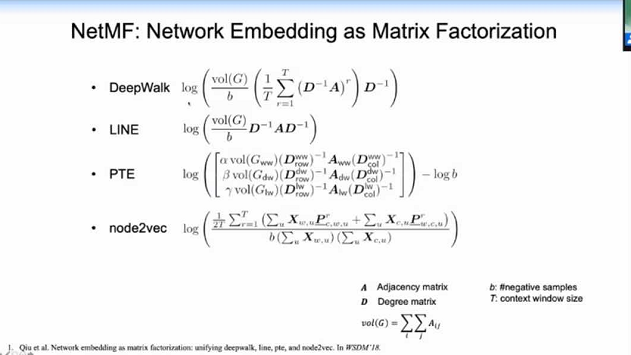 NetMF: Network Embedding as Matrix Factorization
• DeepWalk log ( vol(G)/b ( 1/T ∑_{r=1}^{T} (D⁻¹A)^r ) D⁻¹ )
• LINE log ( vol(G)/b D⁻¹AD⁻¹ )
• PTE log ( [ α vol(G_ww)(D_row^ww)⁻¹ A_ww (D_col^ww)⁻¹
β vol(G_dw)(D_row^dw)⁻¹ A_dw (D_col^dw)⁻¹
γ vol(G_lw)(D_row^lw)⁻¹ A_lw (D_col^lw)⁻¹ ] ) − log b
• node2vec log ( 1/2T ∑_{r=1}^{T} (∑_u X_{w,u} P^r_{c,w,u} + ∑_u X_{c,u} P^r_{w,c,u}) / b(∑_u X_{w,u})(∑_u X_{c,u}) )
A Adjacency matrix
D Degree matrix
vol(G) = ∑_i ∑_j A_ij
b: #negative samples
T: context window size
1. Qiu et al. Network embedding as matrix factorization: unifying deepwalk, line, pte, and node2vec. In WSDM'18.